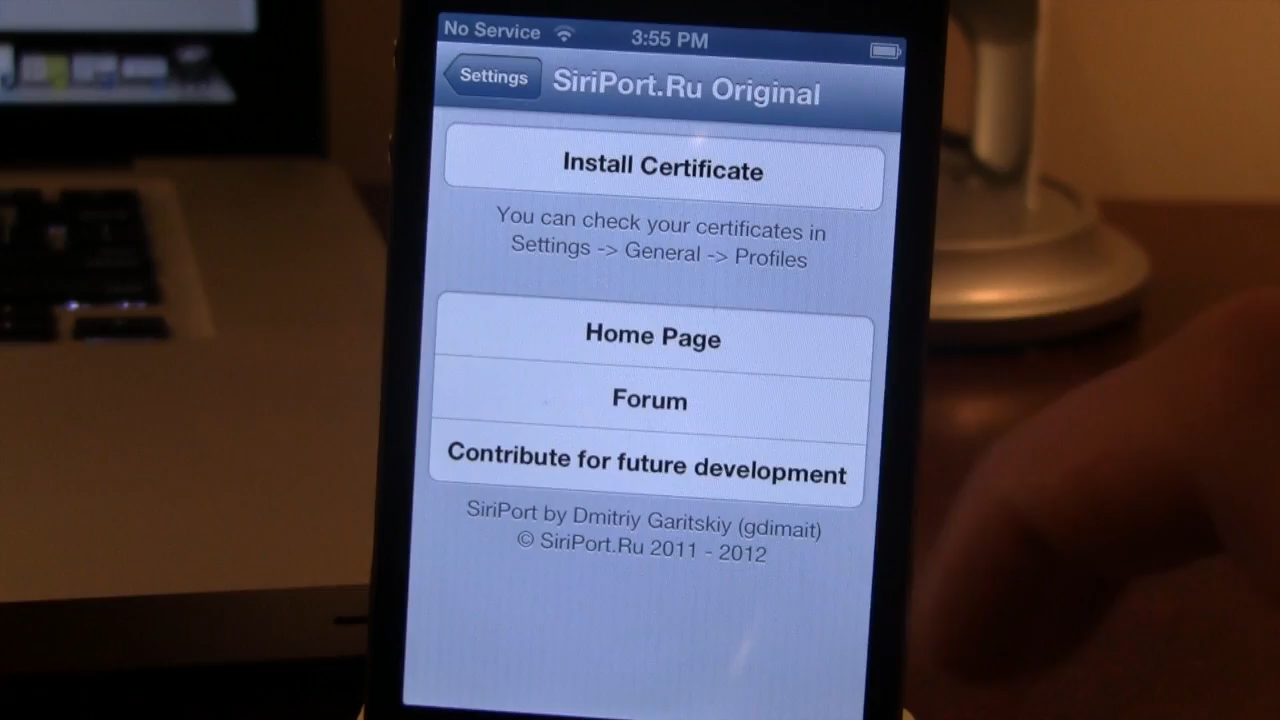 No Service
3:55 PM
Settings
SiriPort.Ru Original
Install Certificate
You can check your certificates in
Settings -> General -> Profiles
Home Page
Forum
Contribute for future development
SiriPort by Dmitriy Garitskiy (gdimait)
© SiriPort.Ru 2011 - 2012